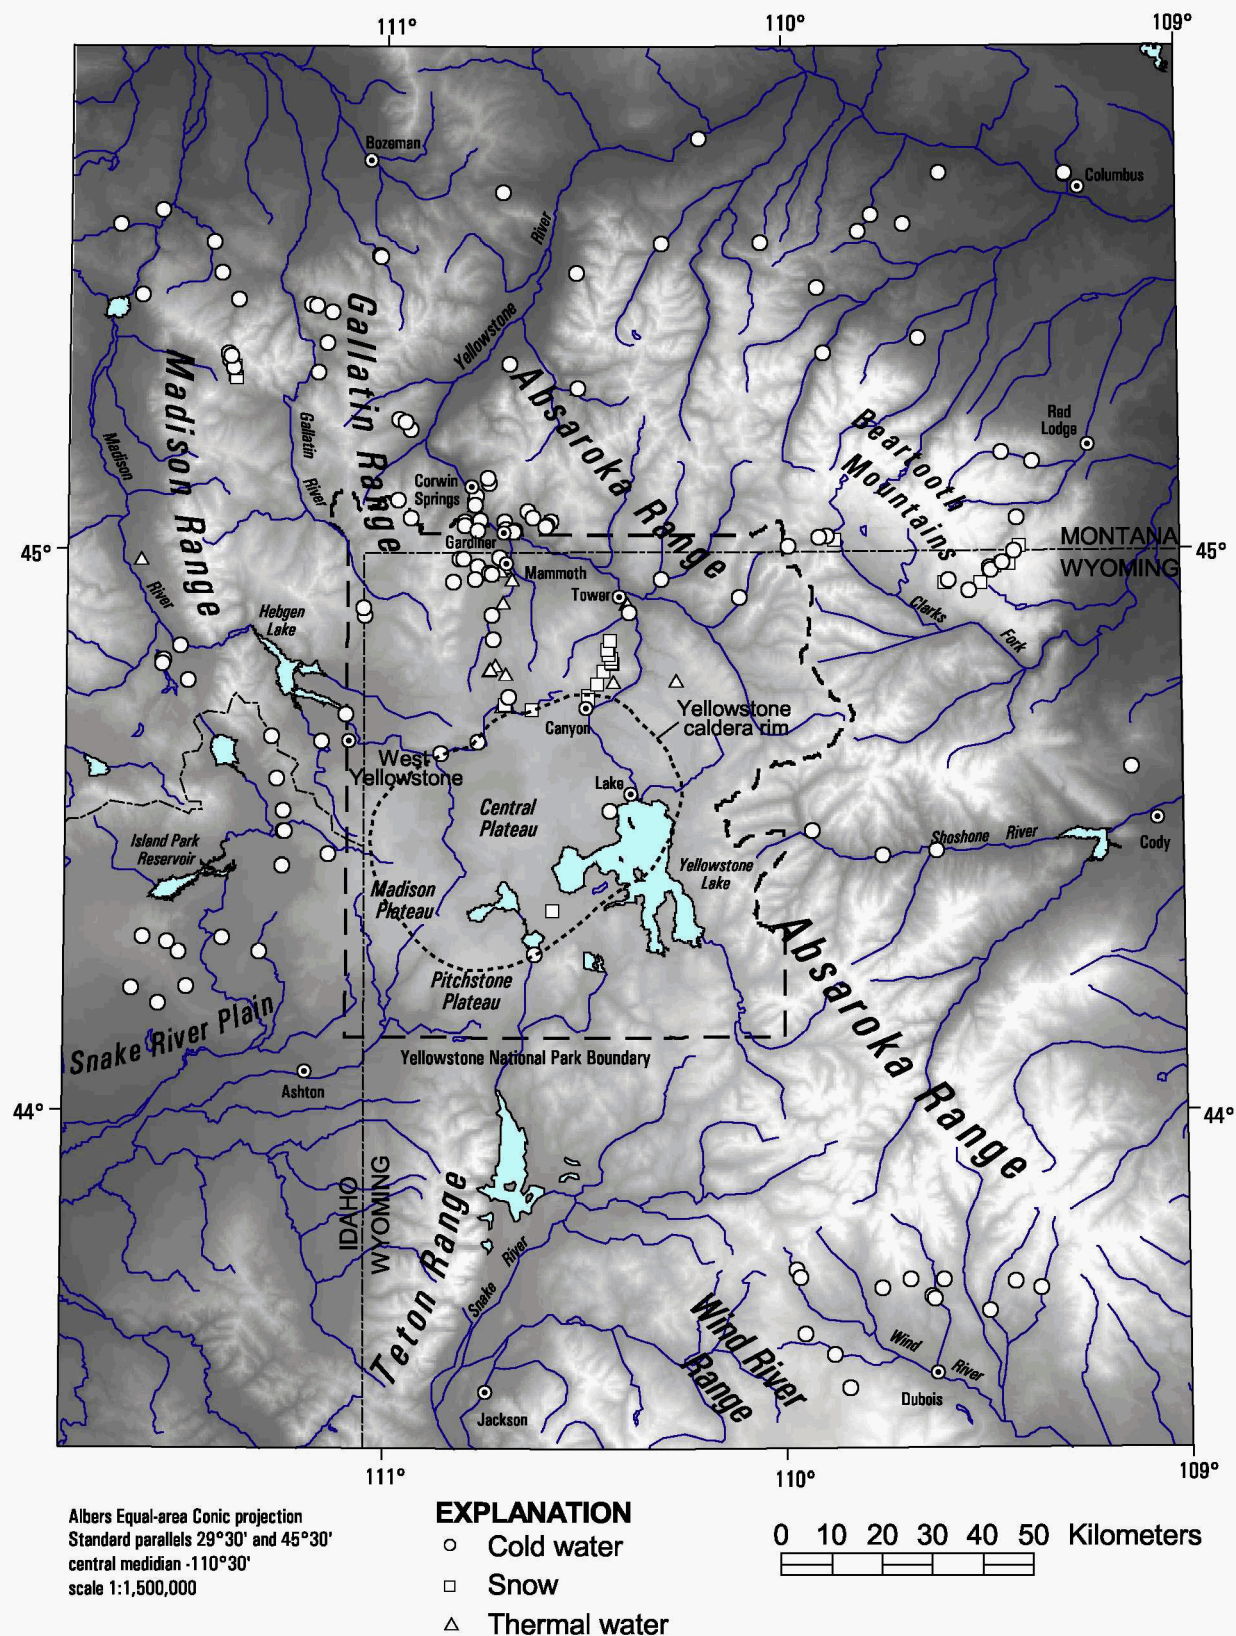 111°
110°
109°
Bozeman
Columbus
River
Gallatin Range
Yellowstone
Madison Range
Absaroka Range
Red
Lodge
Beartooth
Mountains
Gallatin
River
Madison
River
Corwin
Springs
Gardiner
45°
MONTANA
WYOMING
45°
Mammoth
Tower
Clarks
Fork
Hebgen
Lake
Canyon
Yellowstone
caldera rim
West
Yellowstone
Lake
Central
Plateau
Island Park
Reservoir
Shoshone River
Cody
Yellowstone
Lake
Madison
Plateau
Absaroka Range
Pitchstone
Plateau
Snake River Plain
Yellowstone National Park Boundary
Ashton
44°
44°
IDAHO
WYOMING
Teton Range
Snake
River
Wind River
Range
Wind
River
Dubois
Jackson
111°
110°
109°
Albers Equal-area Conic projection
Standard parallels 29°30' and 45°30'
central medidian -110°30'
scale 1:1,500,000
EXPLANATION
Cold water
Snow
Thermal water
0 10 20 30 40 50 Kilometers